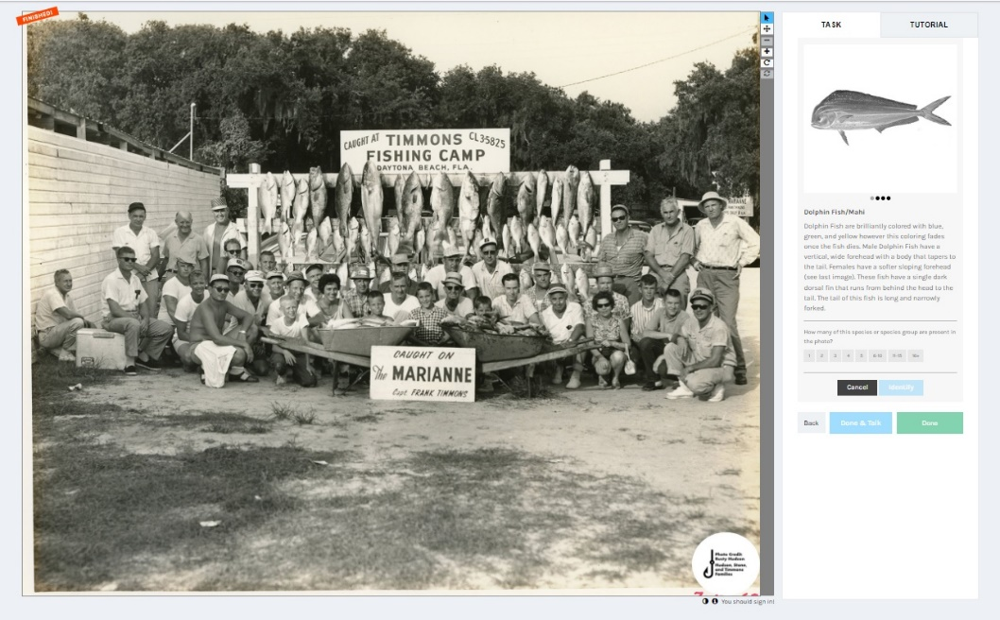 FINISHED!
CAUGHT AT TIMMONS CL35825
FISHING CAMP
DAYTONA BEACH, FLA.
MARIANNE
CAUGHT ON
The MARIANNE
Capt. FRANK TIMMONS
Photo Credit
Rusty Hudson
Hudson, Stone,
and Timmons
Families
You should sign in!
TASK
TUTORIAL
Dolphin Fish/Mahi
Dolphin Fish are brilliantly colored with blue,
green, and yellow however this coloring fades
once the fish dies. Male Dolphin Fish have a
vertical, wide forehead with a body that tapers to
the tail. Females have a softer sloping forehead
(see last image). These fish have a single dark
dorsal fin that runs from behind the head to the
tail. The tail of this fish is long and narrowly
forked.
How many of this species or species group are present in
the photo?
1 2 3 4 5 6-10 11-15 16+
Cancel
Identify
Back
Done & Talk
Done